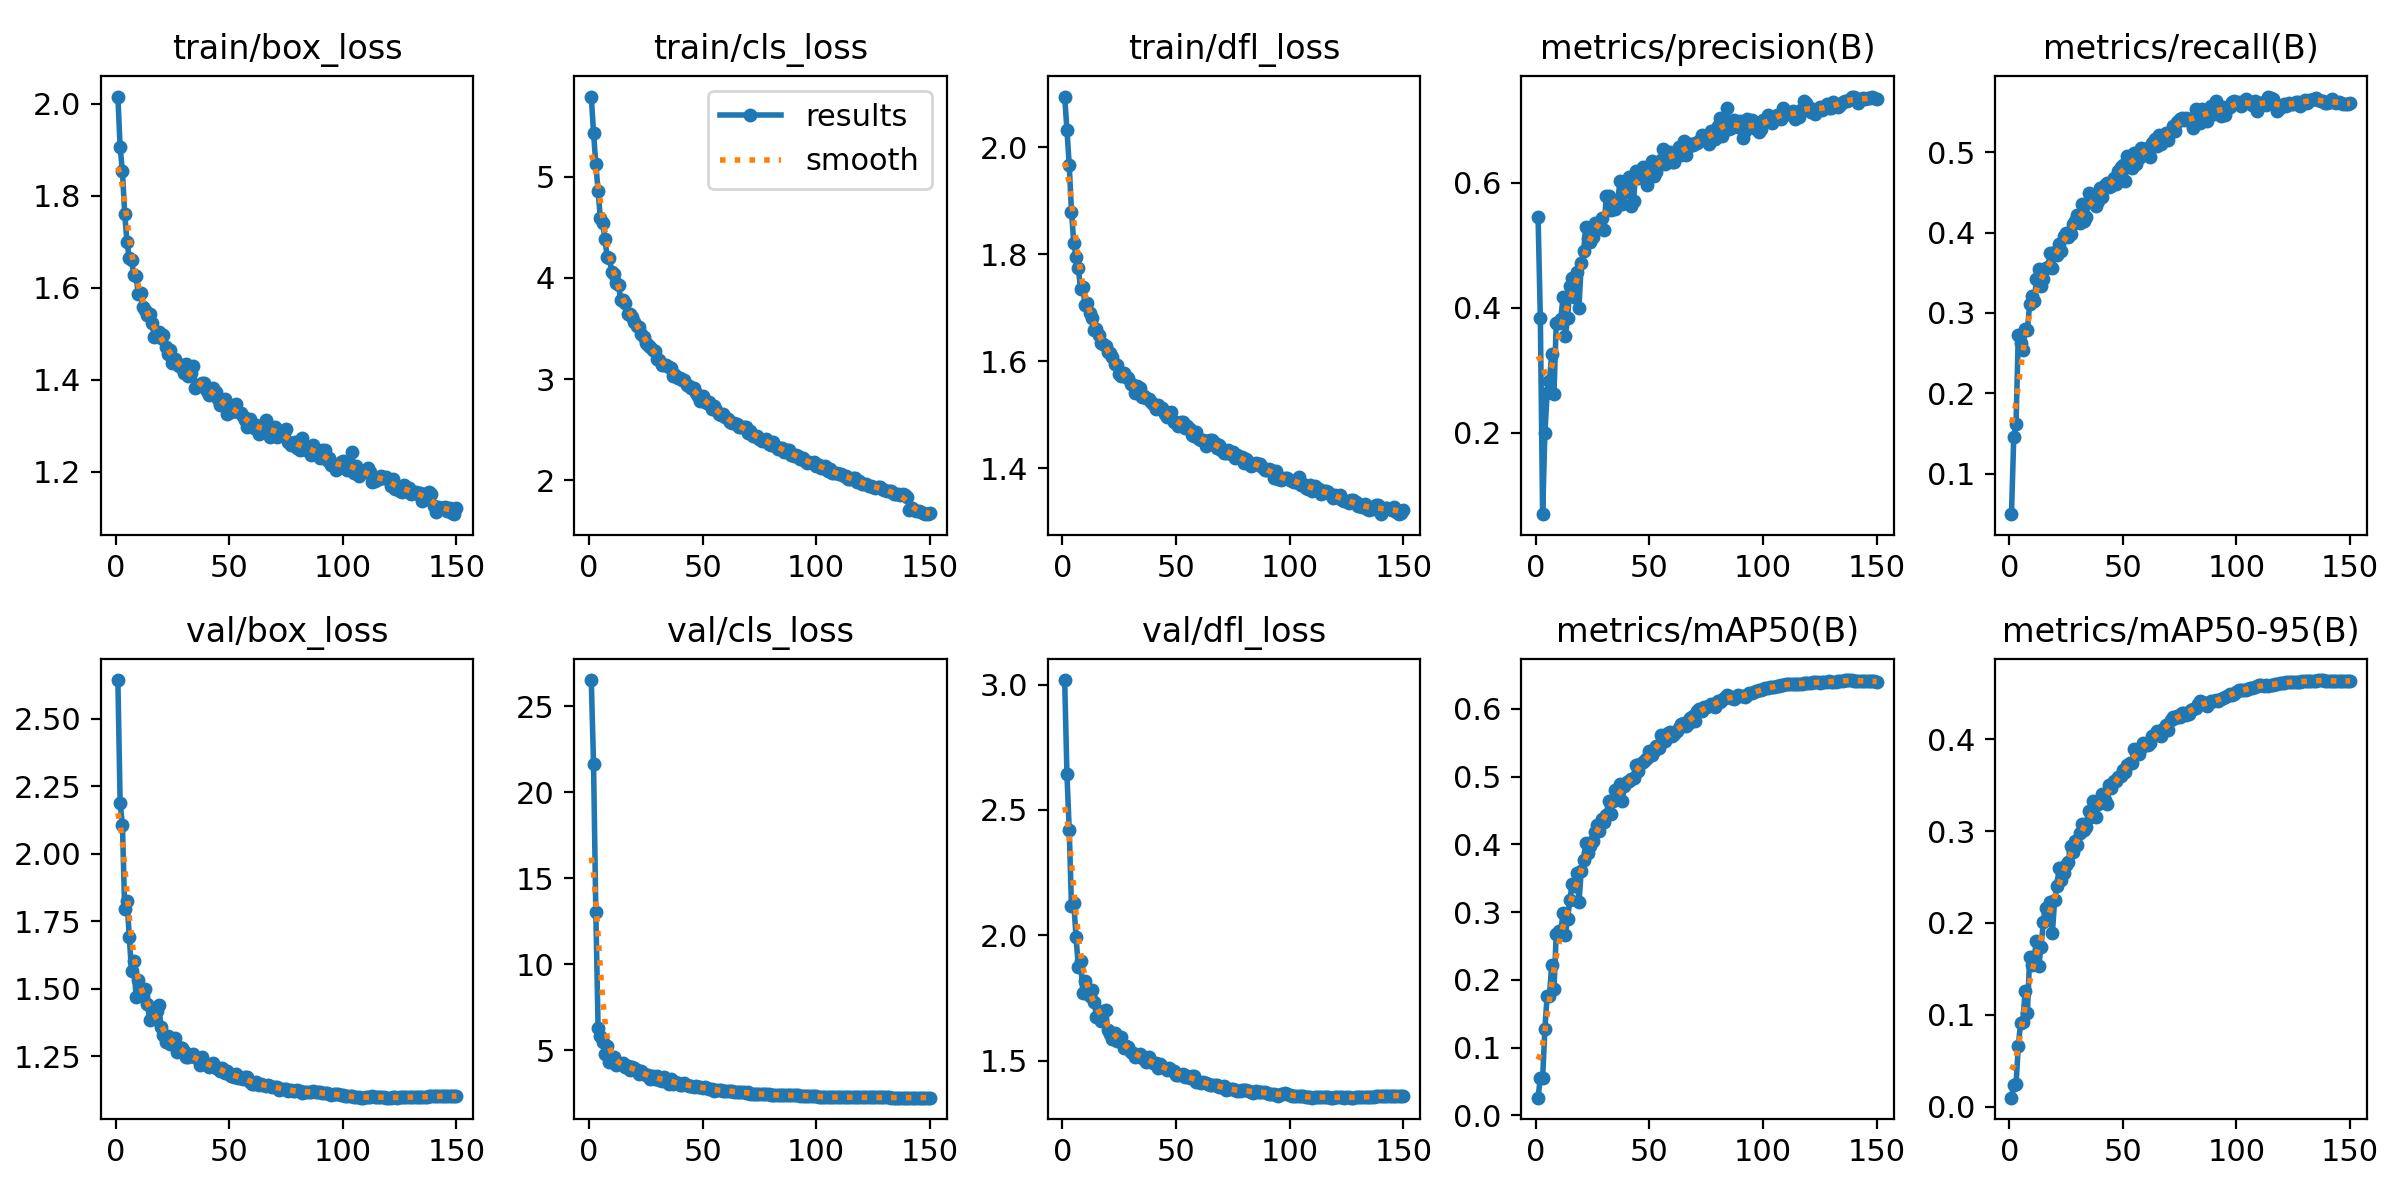 train/box_loss
2.0
1.8
1.6
1.4
1.2
0 50 100 150
train/cls_loss
results
smooth
5
4
3
2
0 50 100 150
train/dfl_loss
2.0
1.8
1.6
1.4
0 50 100 150
metrics/precision(B)
0.6
0.4
0.2
0 50 100 150
metrics/recall(B)
0.5
0.4
0.3
0.2
0.1
0 50 100 150
val/box_loss
2.50
2.25
2.00
1.75
1.50
1.25
0 50 100 150
val/cls_loss
25
20
15
10
5
0 50 100 150
val/dfl_loss
3.0
2.5
2.0
1.5
0 50 100 150
metrics/mAP50(B)
0.6
0.5
0.4
0.3
0.2
0.1
0.0
0 50 100 150
metrics/mAP50-95(B)
0.4
0.3
0.2
0.1
0.0
0 50 100 150